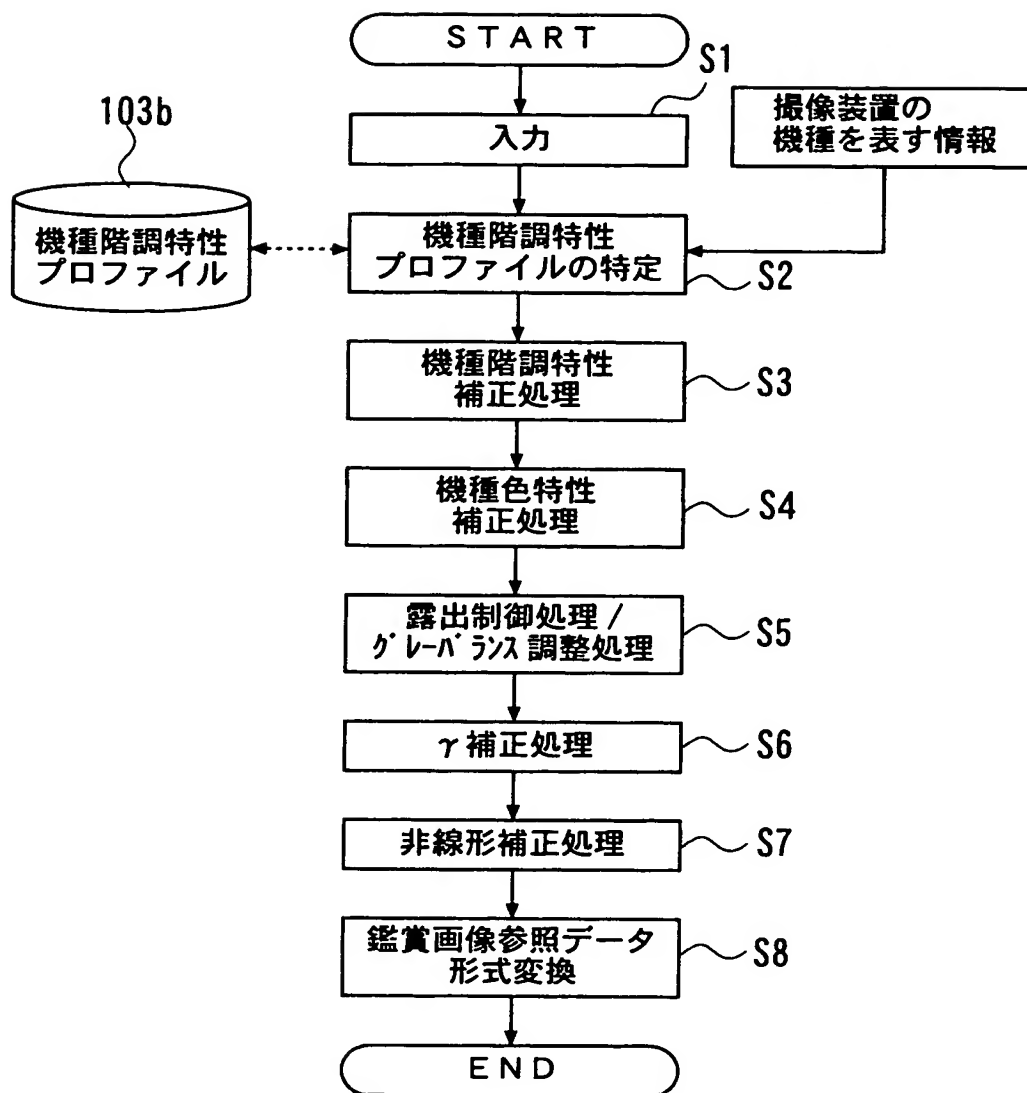 START
S1
入力
撮像装置の
機種を表す情報
103b
機種階調特性
プロファイル
機種階調特性
プロファイルの特定
S2
機種階調特性
補正処理
S3
機種色特性
補正処理
S4
露出制御処理/
グレーバランス調整処理
S5
γ補正処理
S6
非線形補正処理
S7
鑑賞画像参照データ
形式変換
S8
END